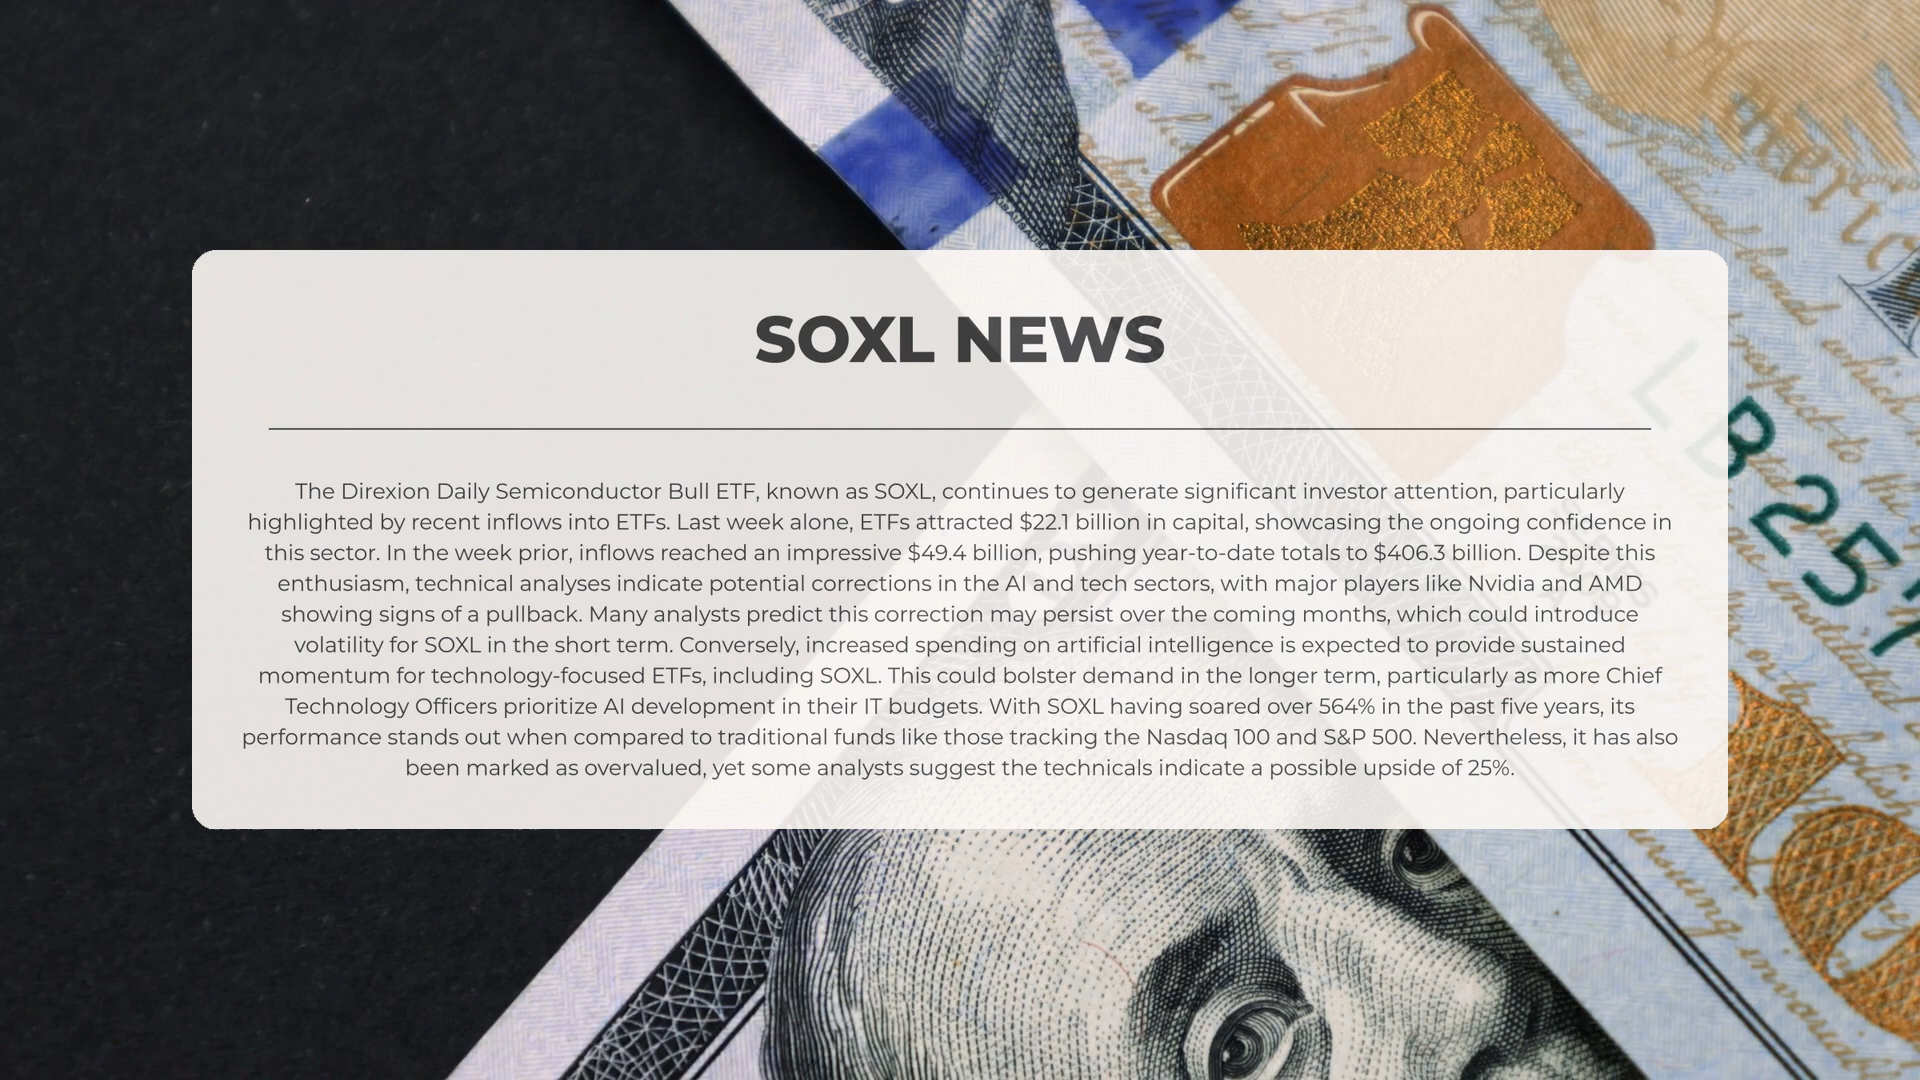 SOXL NEWS
The Direxion Daily Semiconductor Bull ETF, known as SOXL, continues to generate significant investor attention, particularly
highlighted by recent inflows into ETFs. Last week alone, ETFs attracted $22.1 billion in capital, showcasing the ongoing confidence in
this sector. In the week prior, inflows reached an impressive $49.4 billion, pushing year-to-date totals to $406.3 billion. Despite this
enthusiasm, technical analyses indicate potential corrections in the AI and tech sectors, with major players like Nvidia and AMD
showing signs of a pullback. Many analysts predict this correction may persist over the coming months, which could introduce
volatility for SOXL in the short term. Conversely, increased spending on artificial intelligence is expected to provide sustained
momentum for technology-focused ETFs, including SOXL. This could bolster demand in the longer term, particularly as more Chief
Technology Officers prioritize AI development in their IT budgets. With SOXL having soared over 564% in the past five years, its
performance stands out when compared to traditional funds like those tracking the Nasdaq 100 and S&P 500. Nevertheless, it has also
been marked as overvalued, yet some analysts suggest the technicals indicate a possible upside of 25%.
LB257